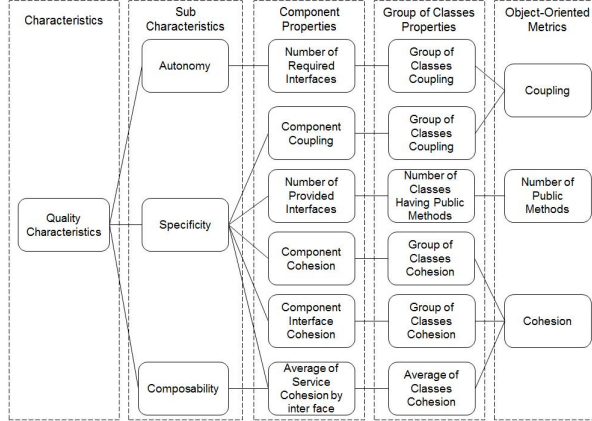 Characteristics
Sub
Characteristics
Component
Properties
Group of Classes
Properties
Object-Oriented
Metrics
Quality
Characteristics
Autonomy
Specificity
Composability
Number of
Required
Interfaces
Component
Coupling
Number of
Provided
Interfaces
Component
Cohesion
Component
Interface
Cohesion
Average of
Service
Cohesion by
inter face
Group of
Classes
Coupling
Group of
Classes
Coupling
Number of
Classes
Having Public
Methods
Group of
Classes
Cohesion
Group of
Classes
Cohesion
Average of
Classes
Cohesion
Coupling
Number of
Public
Methods
Cohesion